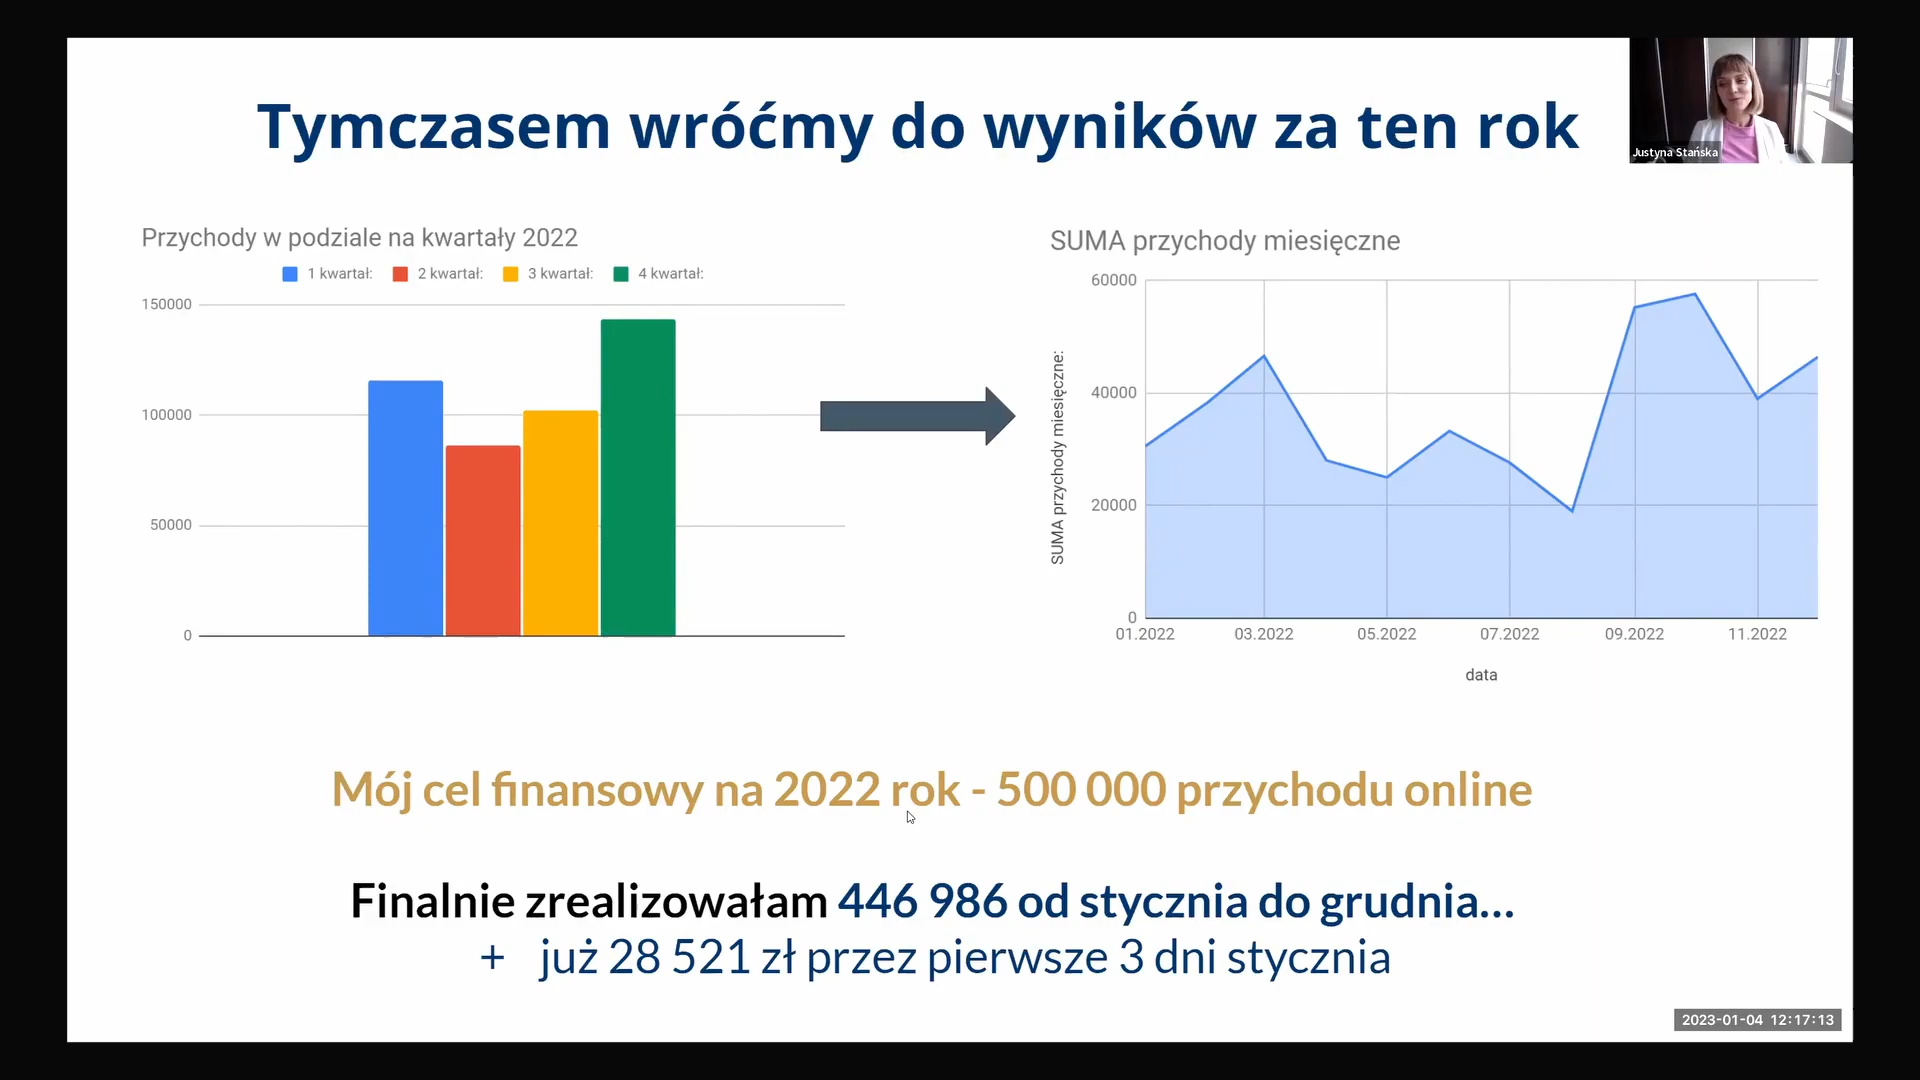 Tymczasem wróćmy do wyników za ten rok
Justyna Stańska
Przychody w podziale na kwartały 2022
1 kwartał: 2 kwartał: 3 kwartał: 4 kwartał:
150000
100000
50000
0
SUMA przychody miesięczne
SUMA przychody miesięczne:
60000
40000
20000
0
01.2022 03.2022 05.2022 07.2022 09.2022 11.2022
data
Mój cel finansowy na 2022 rok - 500 000 przychodu online
Finalnie zrealizowałam 446 986 od stycznia do grudnia...
+ już 28 521 zł przez pierwsze 3 dni stycznia
2023-01-04 12:17:13